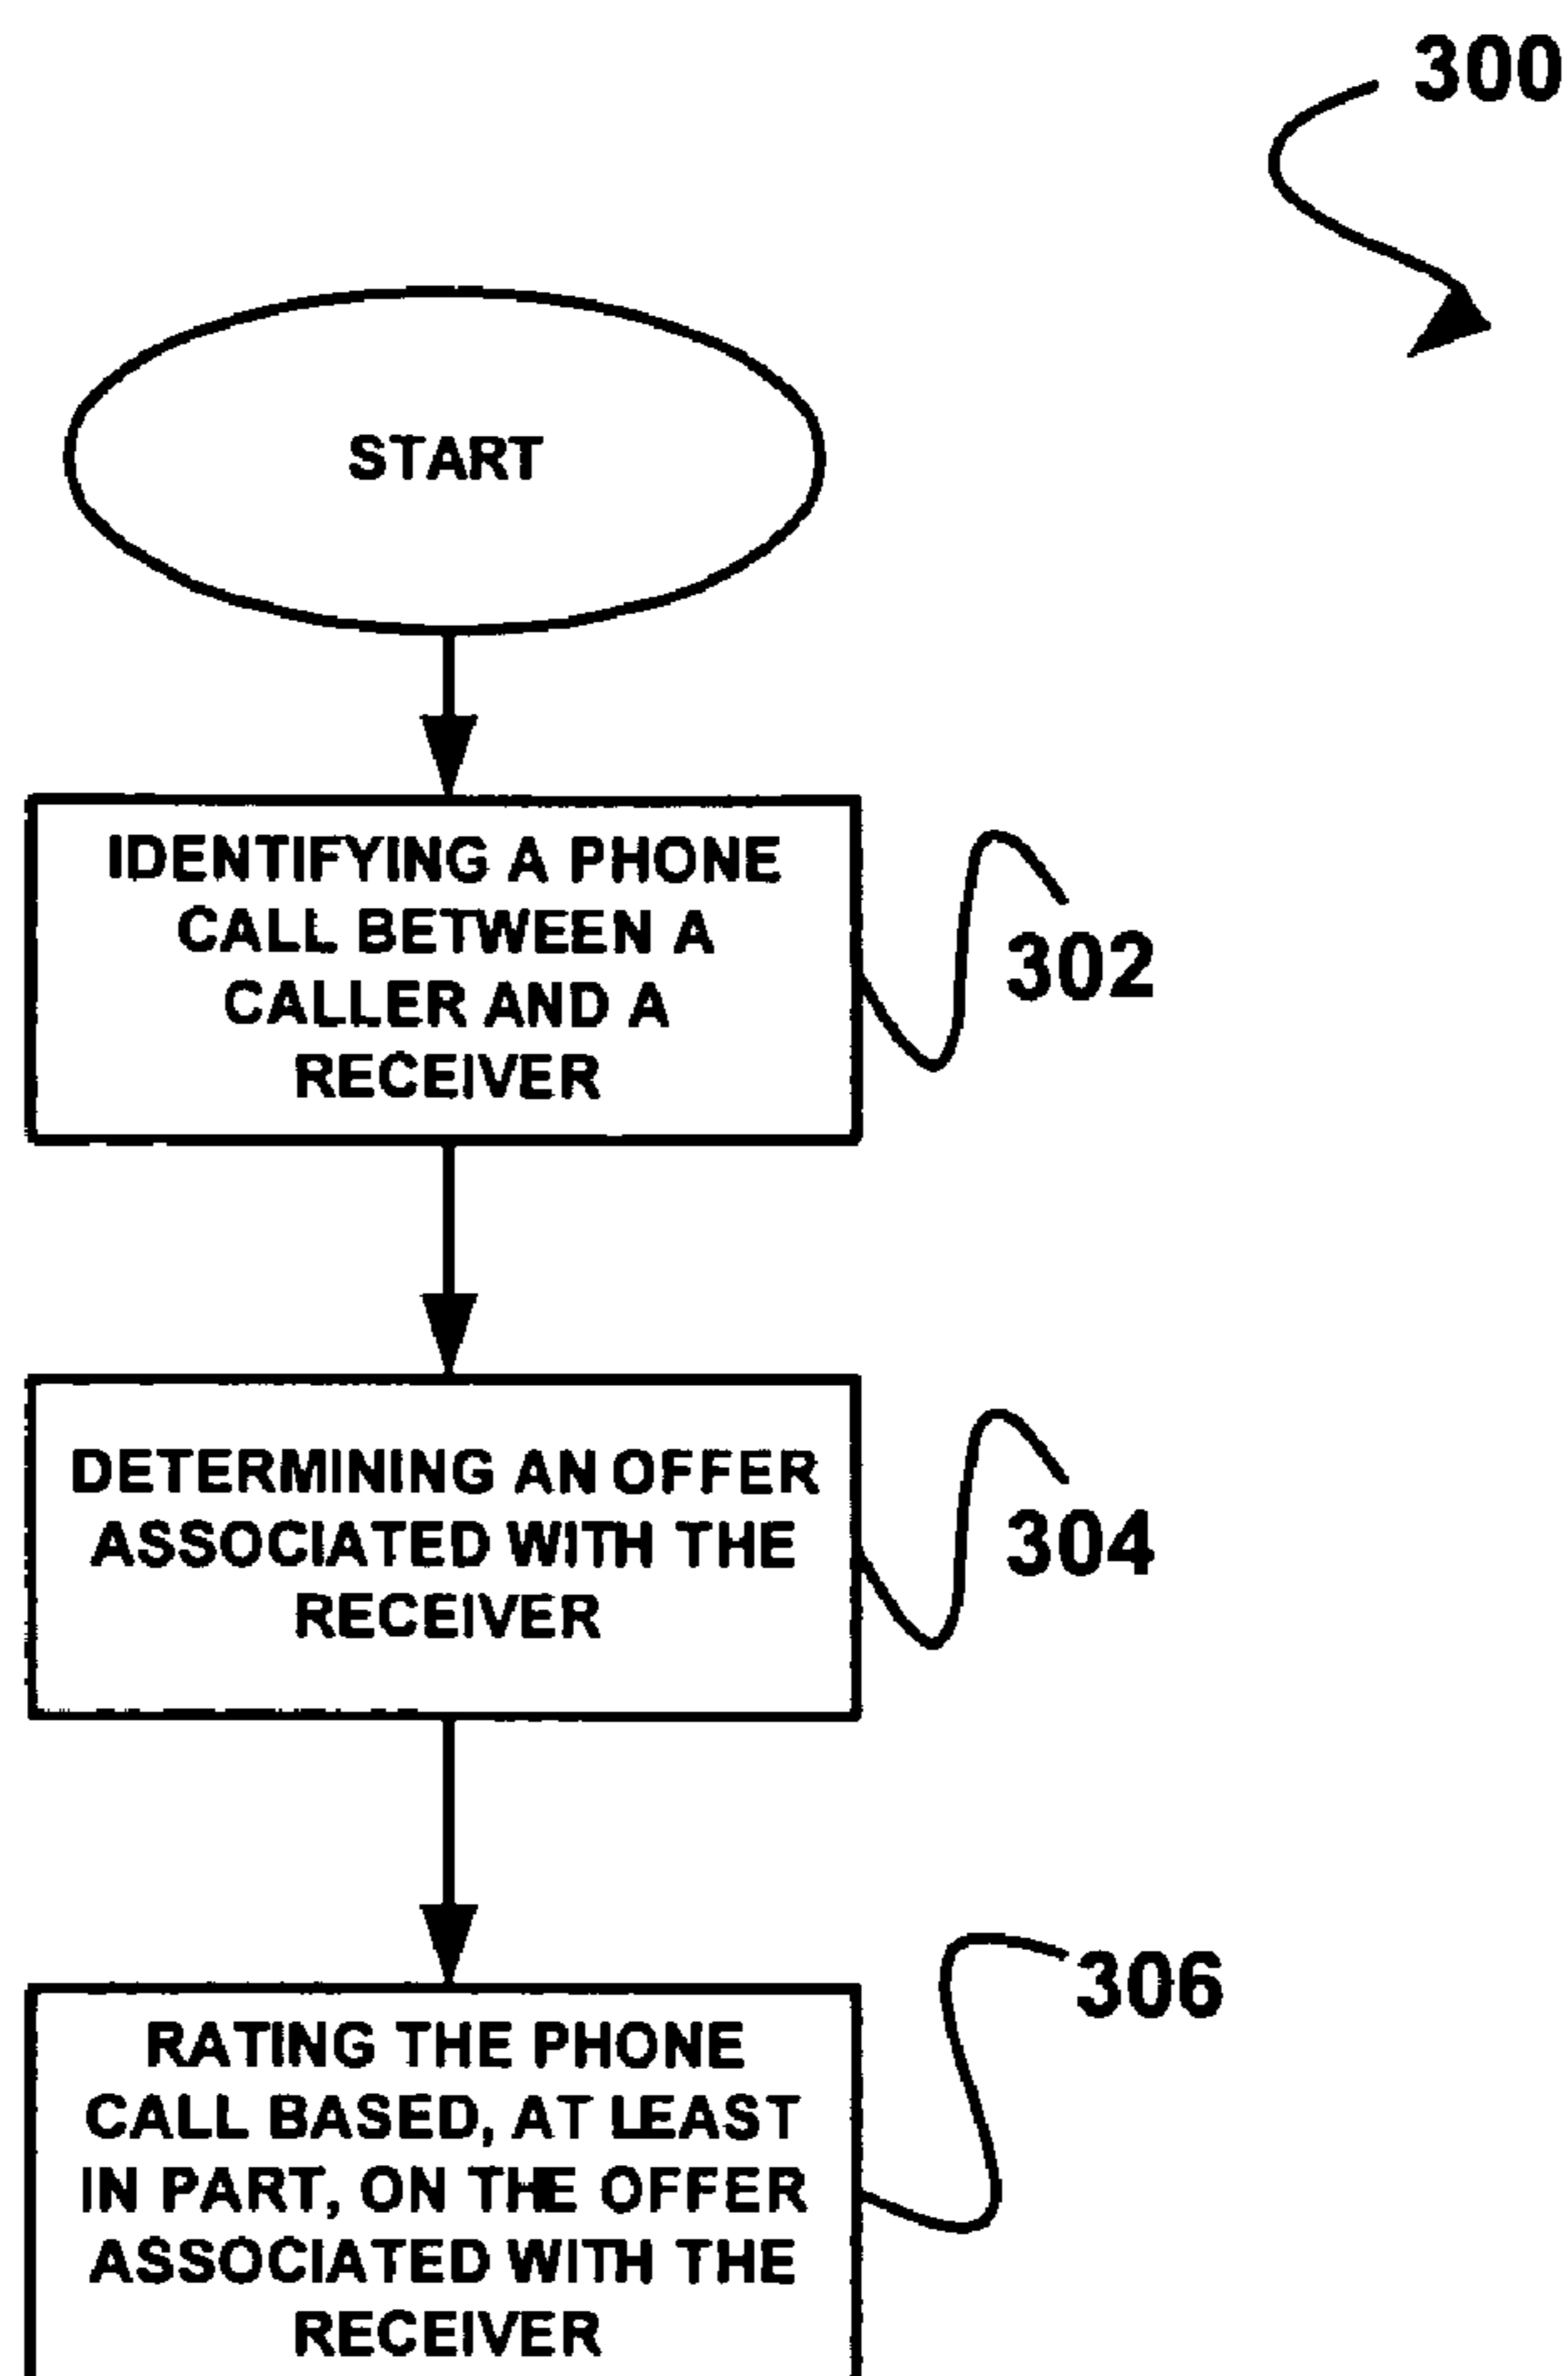 300
START
IDENTIFYING A PHONE
CALL BETWEEN A
CALLER AND A
RECEIVER
302
DETERMINING AN OFFER
ASSOCIATED WITH THE
RECEIVER
304
RATING THE PHONE
CALL BASED, AT LEAST
IN PART, ON THE OFFER
ASSOCIATED WITH THE
RECEIVER
306